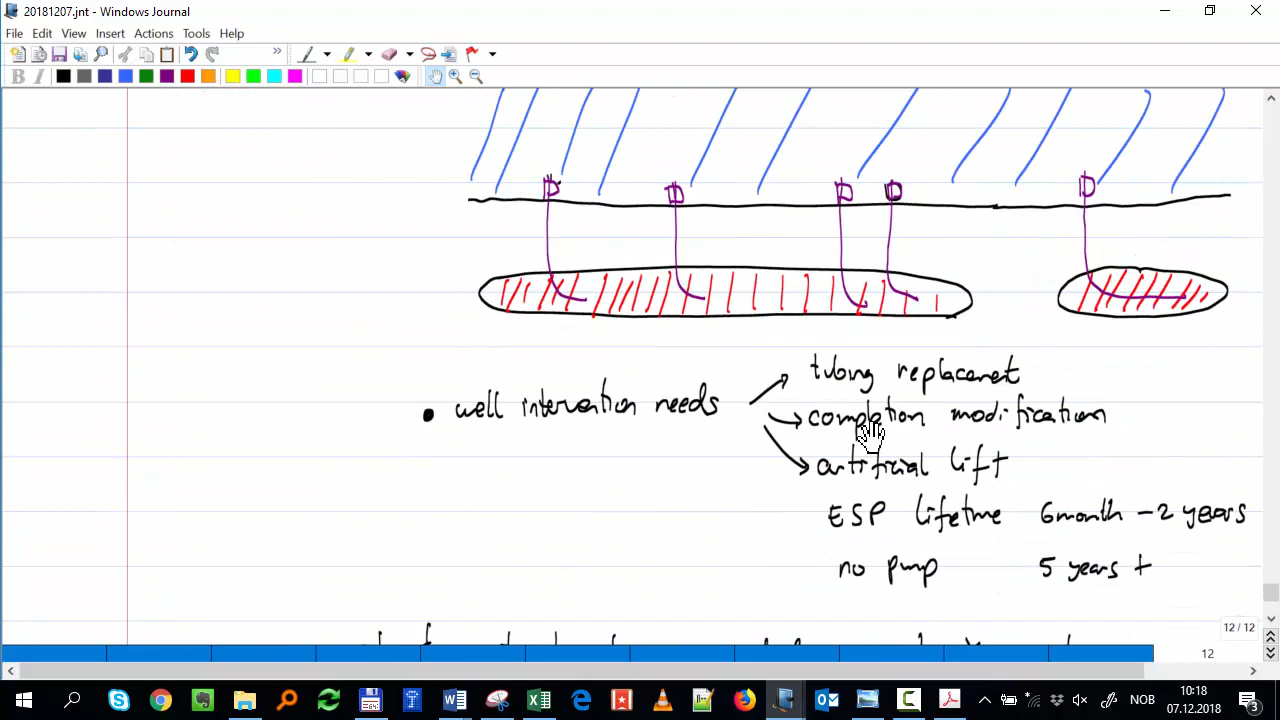 20181207.jnt - Windows Journal
File Edit View Insert Actions Tools Help
B I
D D D D D
• well intervention needs
tubing replacement
completion modification
artificial lift
ESP lifetime 6month - 2 years
no pump 5 years +
12 / 12
12
NOB
10:18
07.12.2018
3